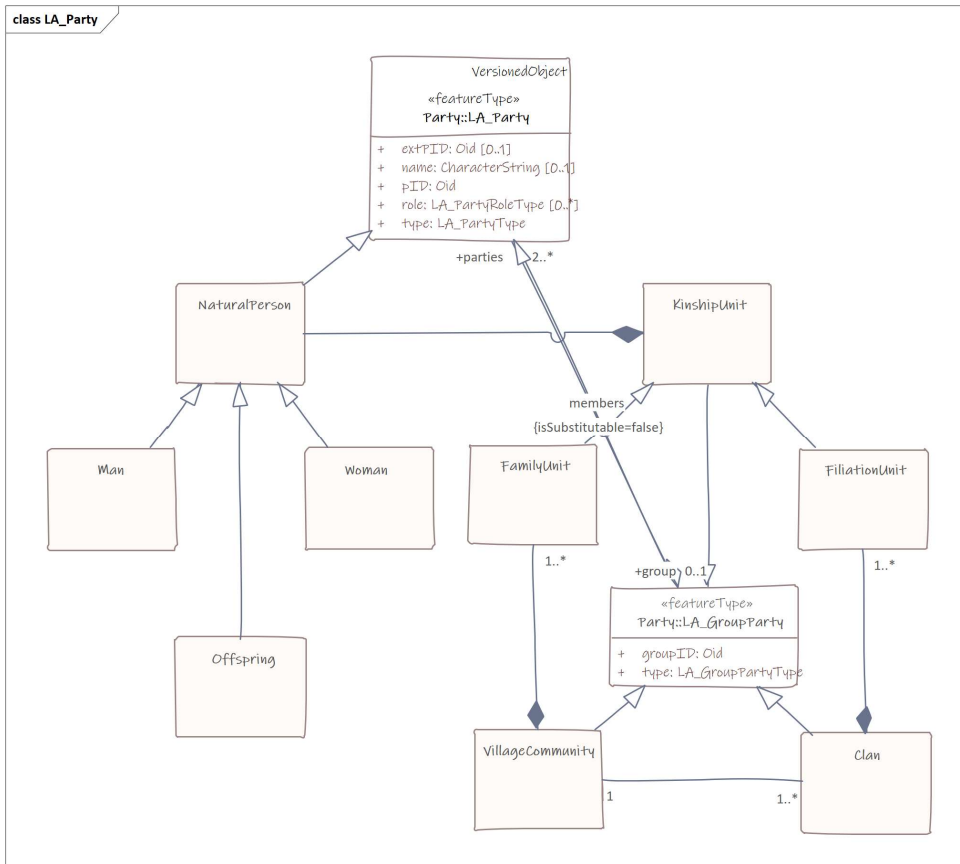 class LA_Party
VersionedObject
«featureType»
Party::LA_Party
+ extPID: Oid [0..1]
+ name: CharacterString [0..1]
+ pID: Oid
+ role: LA_PartyRoleType [0..*]
+ type: LA_PartyType
+parties 2..*
NaturalPerson
KinshipUnit
members
{isSubstitutable=false}
Man
Woman
FamilyUnit
FiliationUnit
1..*
1..*
+group 0..1
«featureType»
Party::LA_GroupParty
+ groupID: Oid
+ type: LA_GroupPartyType
Offspring
VillageCommunity
Clan
1
1..*